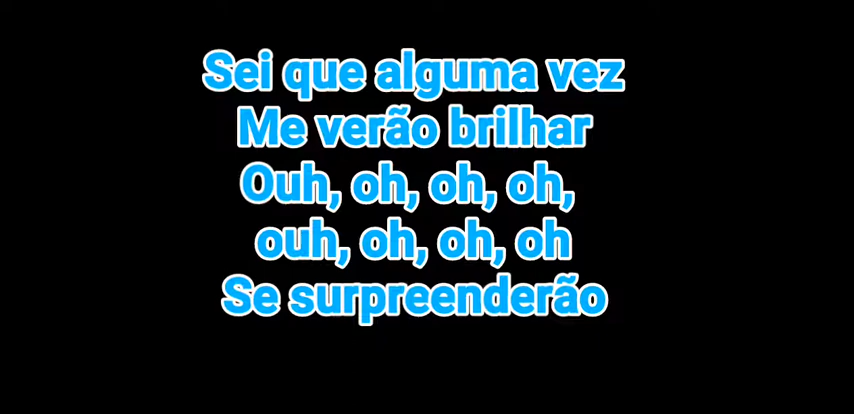 Sei que alguma vez
Me verão brilhar
Ouh, oh, oh, oh,
ouh, oh, oh, oh
Se surpreenderão